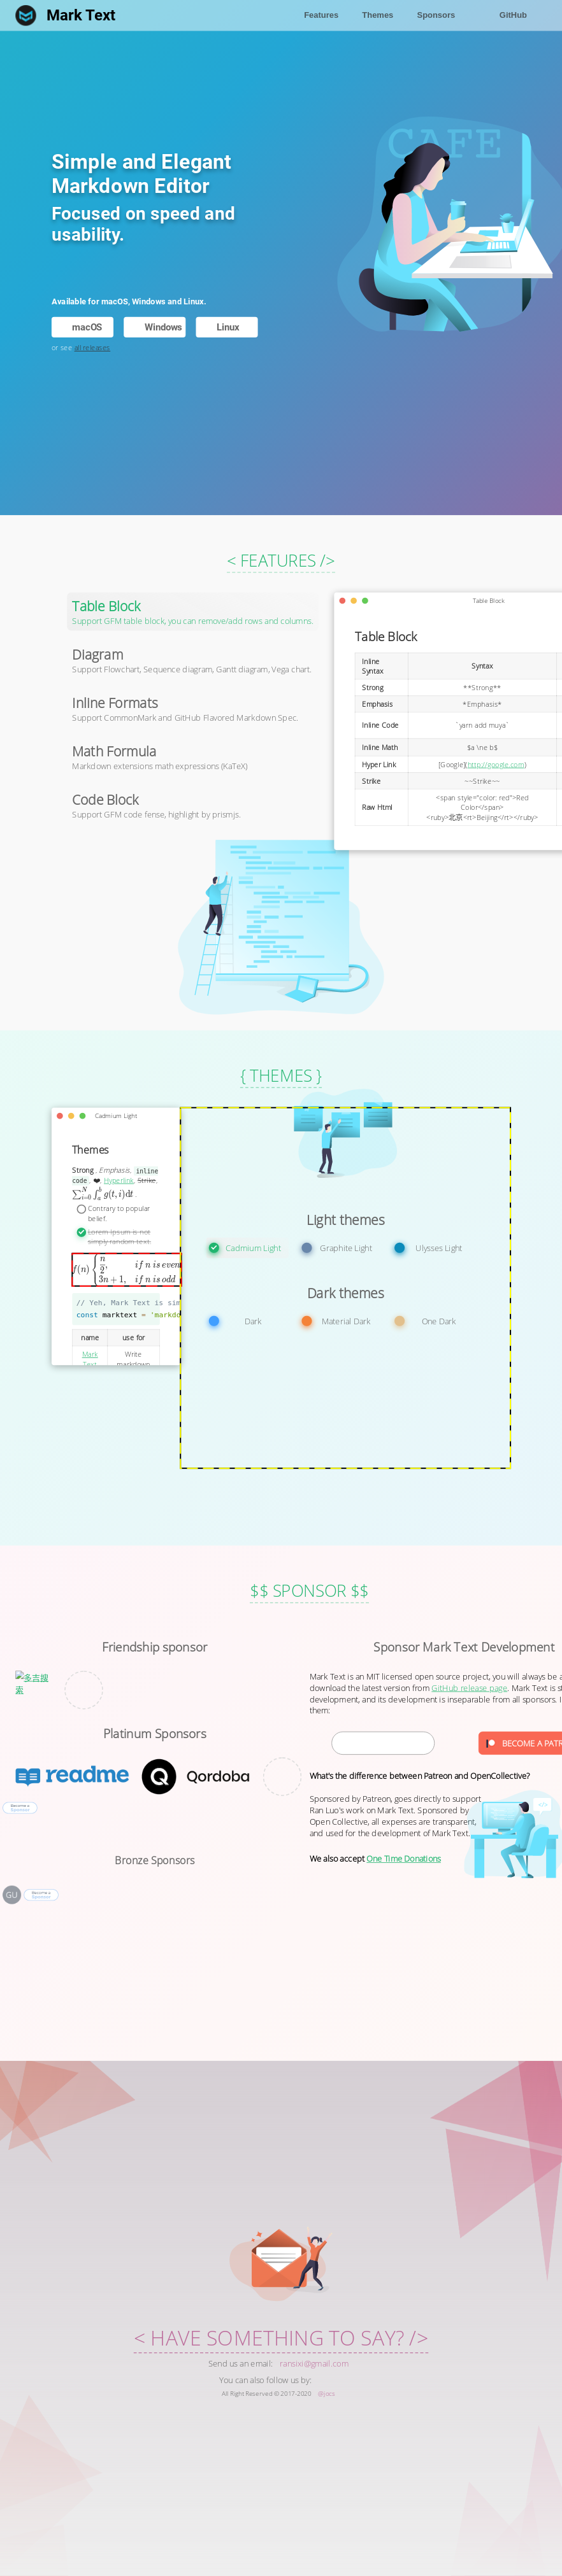 Mark Text
Features Themes Sponsors GitHub
CAFE
Simple and Elegant
Markdown Editor
Focused on speed and
usability.
Available for macOS, Windows and Linux.
macOS Windows Linux
or see all releases
< FEATURES />
Table Block
Support GFM table block, you can remove/add rows and columns.
Diagram
Support Flowchart, Sequence diagram, Gantt diagram, Vega chart.
Inline Formats
Support CommonMark and GitHub Flavored Markdown Spec.
Math Formula
Markdown extensions math expressions (KaTeX)
Code Block
Support GFM code fense, highlight by prismjs.
Table Block
Table Block
Inline Syntax Syntax
Strong **Strong**
Emphasis *Emphasis*
Inline Code `yarn add muya`
Inline Math $a \ne b$
Hyper Link [Google](http://google.com)
Strike ~~Strike~~
Raw Html <span style="color: red">Red
Color</span>
<ruby>北京<rt>Beijing</rt></ruby>
{ THEMES }
Cadmium Light
Themes
Strong . Emphasis, inline
code . ❤️, Hyperlink, Strike,
∑_{i=0}^{N} ∫_{a}^{b} g(t, i)dt .
Contrary to popular
belief.
Lorem Ipsum is not
simply random text.
f(n) { n/2, if n is even
3n + 1, if n is odd
// Yeh, Mark Text is sim
const marktext = 'markdo
name use for
Mark Write
Text markdown
Light themes
Cadmium Light Graphite Light Ulysses Light
Dark themes
Dark Material Dark One Dark
$$ SPONSOR $$
Friendship sponsor
多吉搜
索
Platinum Sponsors
readme Qordoba
Become a
Sponsor
Bronze Sponsors
GU
Become a
Sponsor
Sponsor Mark Text Development
Mark Text is an MIT licensed open source project, you will always be a
download the latest version from GitHub release page. Mark Text is st
development, and its development is inseparable from all sponsors. I
them:
BECOME A PATR
What's the difference between Patreon and OpenCollective?
Sponsored by Patreon, goes directly to support
Ran Luo's work on Mark Text. Sponsored by
Open Collective, all expenses are transparent,
and used for the development of Mark Text.
We also accept One Time Donations
< HAVE SOMETHING TO SAY? />
Send us an email: ransixi@gmail.com
You can also follow us by:
All Right Reserved © 2017-2020 @Jocs